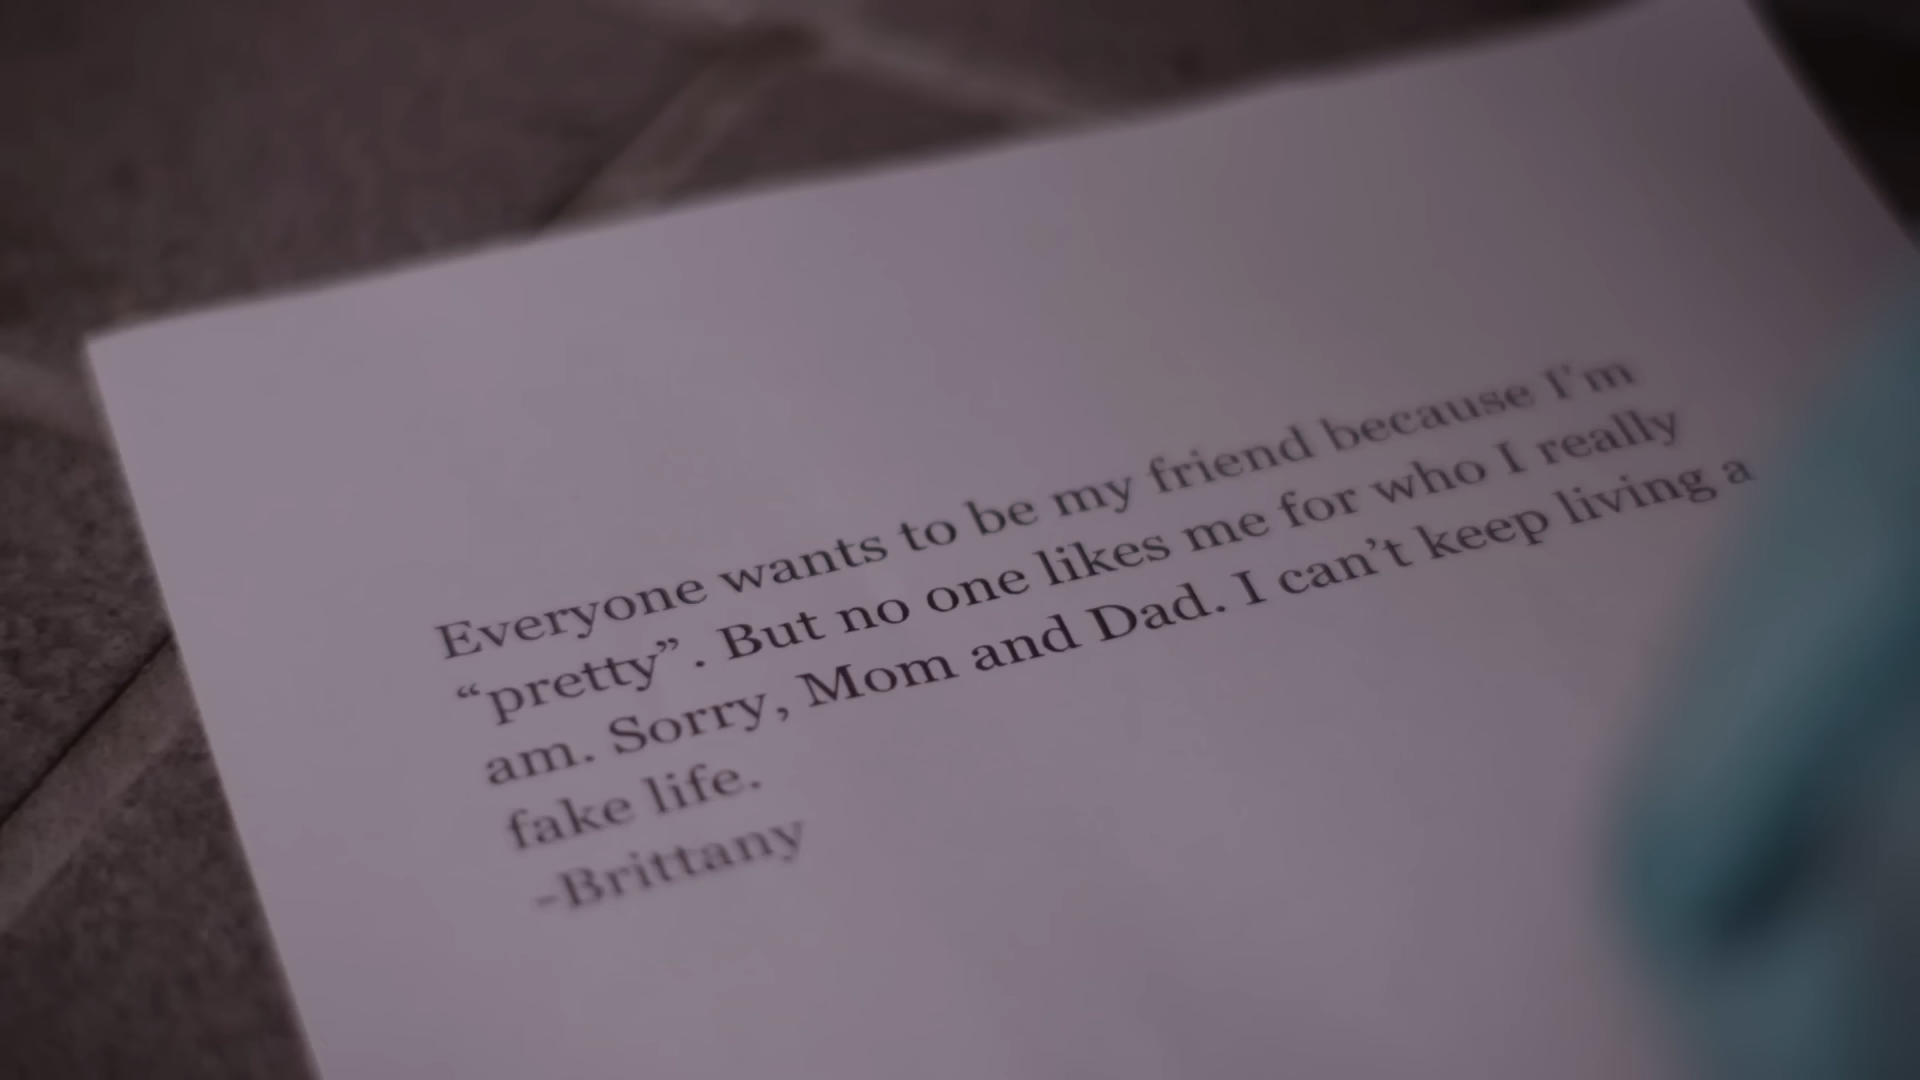 Everyone wants to be my friend because I’m
“pretty”. But no one likes me for who I really
am. Sorry, Mom and Dad. I can’t keep living a
fake life.
-Brittany